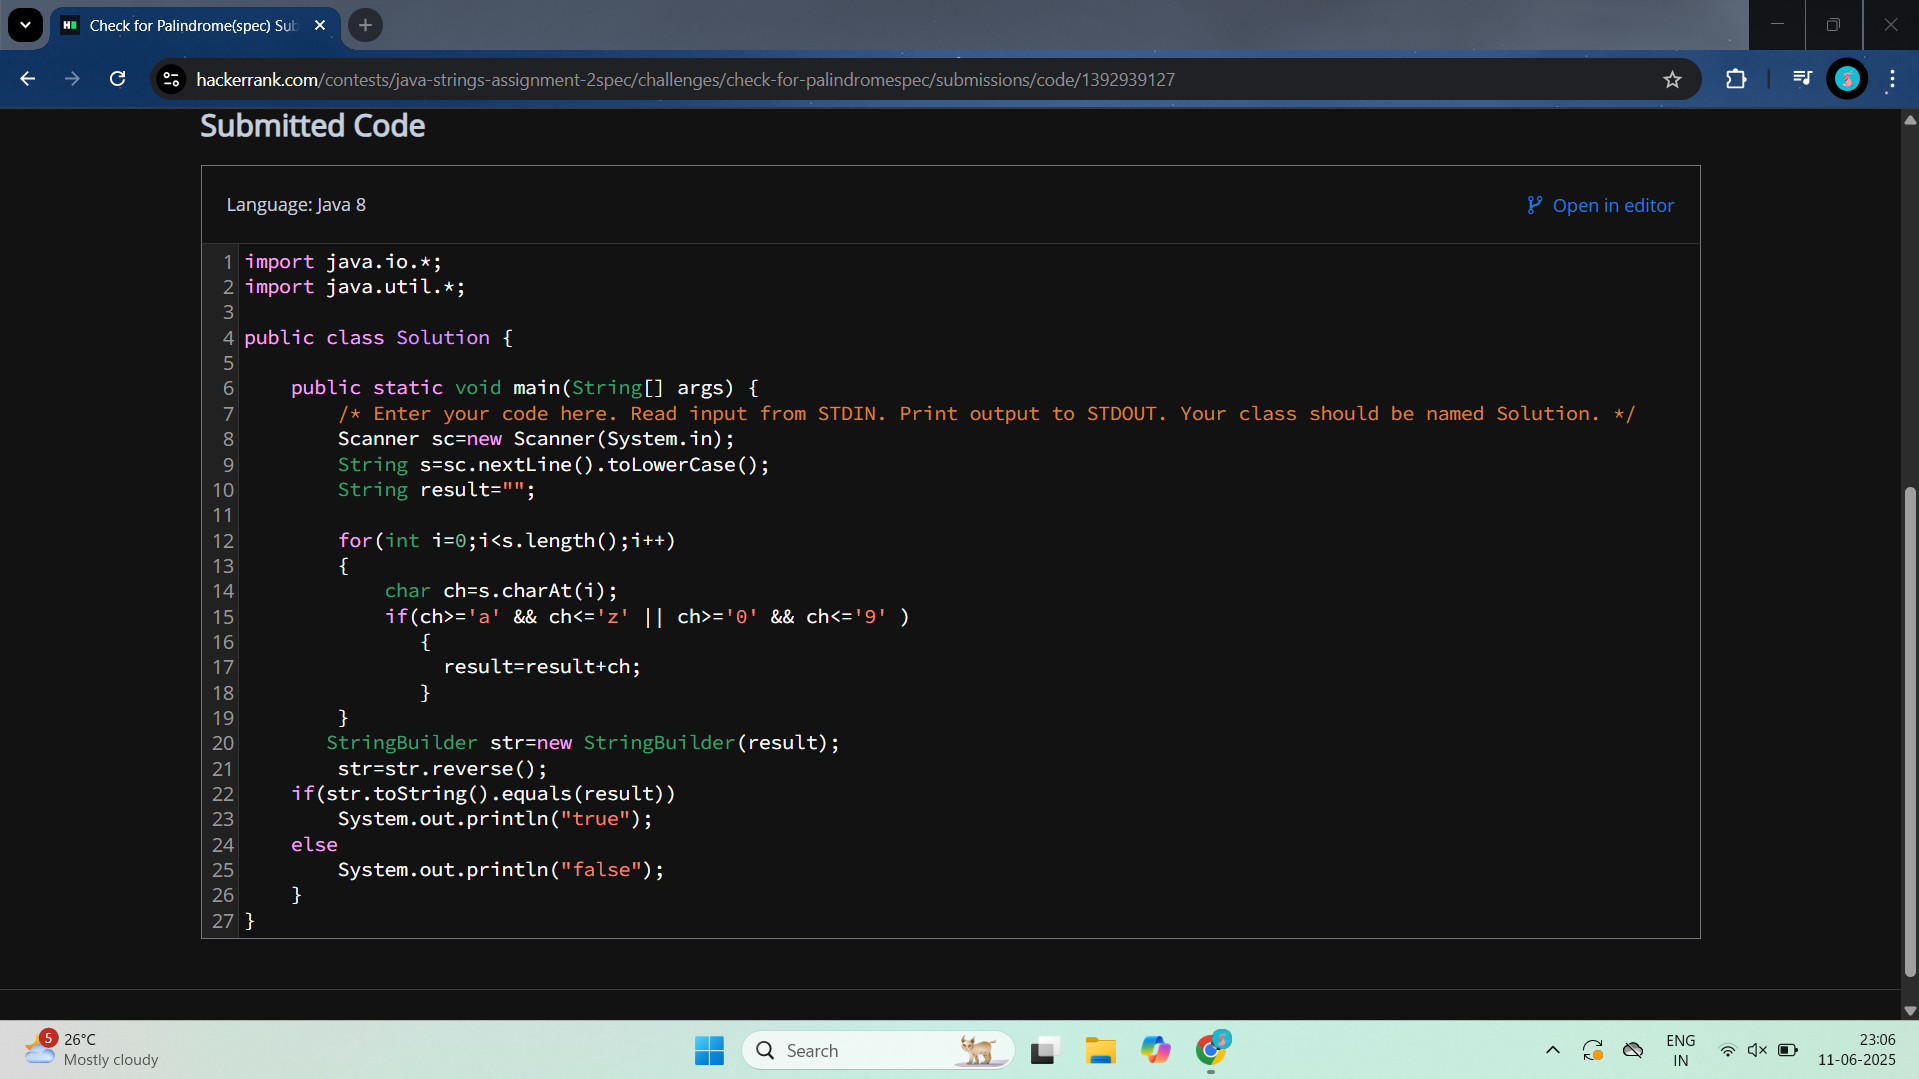 Check for Palindrome(spec) Sub
hackerrank.com/contests/java-strings-assignment-2spec/challenges/check-for-palindromespec/submissions/code/1392939127
Submitted Code
Language: Java 8
Open in editor
1 import java.io.*;
2 import java.util.*;
3
4 public class Solution {
5
6     public static void main(String[] args) {
7         /* Enter your code here. Read input from STDIN. Print output to STDOUT. Your class should be named Solution. */
8         Scanner sc=new Scanner(System.in);
9         String s=sc.nextLine().toLowerCase();
10         String result="";
11
12         for(int i=0;i<s.length();i++)
13         {
14             char ch=s.charAt(i);
15             if(ch>='a' && ch<='z' || ch>='0' && ch<='9' )
16                {
17                  result=result+ch;
18                }
19         }
20        StringBuilder str=new StringBuilder(result);
21         str=str.reverse();
22     if(str.toString().equals(result))
23         System.out.println("true");
24     else
25         System.out.println("false");
26     }
27 }
5
26°C
Mostly cloudy
Search
ENG
IN
23:06
11-06-2025